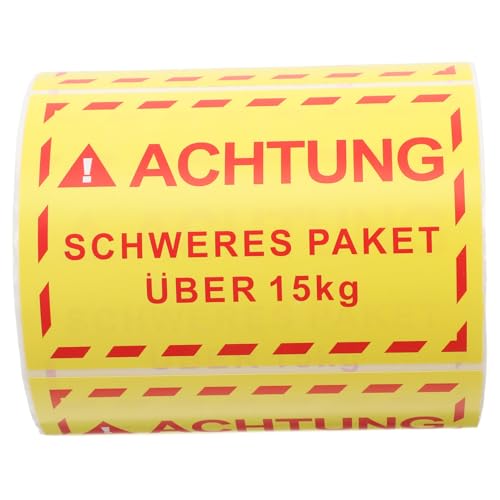 ! ACHTUNG
SCHWERES PAKET
ÜBER 15kg
ACHTUNG